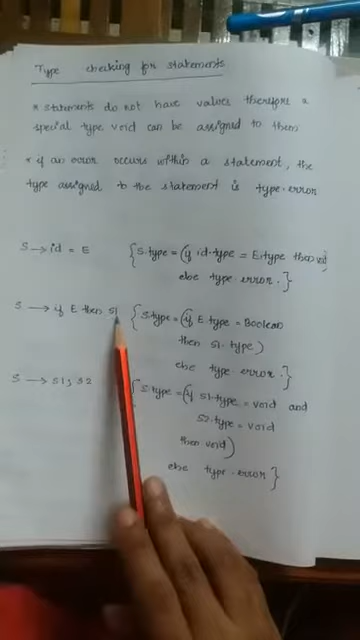 Type checking for statements
* statements do not have values therefore a
special type void can be assigned to them
* if an error occurs within a statement, the
type assigned to the statement is type-error
S → id = E {S.type = (if id.type = E.type then void
else type.error.}
S → if E then S1 {S.type = (if E.type = Boolean
then S1.type)
else type.error.}
S → S1; S2 {S.type = (if S1.type = void and
S2.type = void
then void)
else type.error}